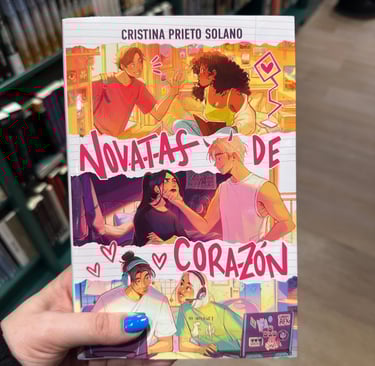 CRISTINA PRIETO SOLANO
NOVATAS DE
CORAZÓN